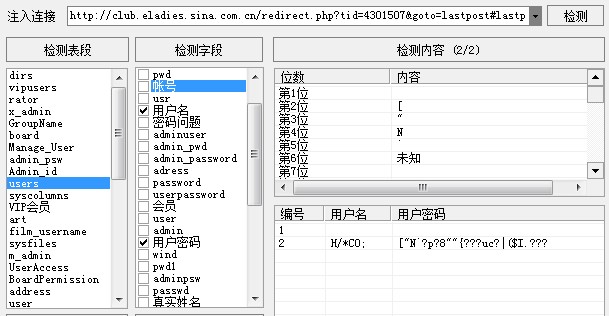 注入连接 http://club.eladies.sina.com.cn/redirect.php?tid=4301507&goto=lastpost#lastp 检测
检测表段 检测字段 检测内容 (2/2)
dirs
vipusers
rator
x_admin
GroupName
board
Manage_User
admin_psw
Admin_id
users
syscolumns
VIP会员
art
film_username
sysfiles
m_admin
UserAccess
BoardPermission
address
user
pwd
帐号
usr
用户名
密码问题
adminuser
admin_pwd
admin_password
adress
password
userpassword
会员
user
admin
用户密码
wind
pwd1
adminpsw
passwd
真实姓名
位数 内容
第1位
第2位 [
第3位 “
第4位 N
第5位 `
第6位 未知
第7位
编号 用户名 用户密码
1
2 H/*CO; [“N`?p?8““{???uc?|($I.???